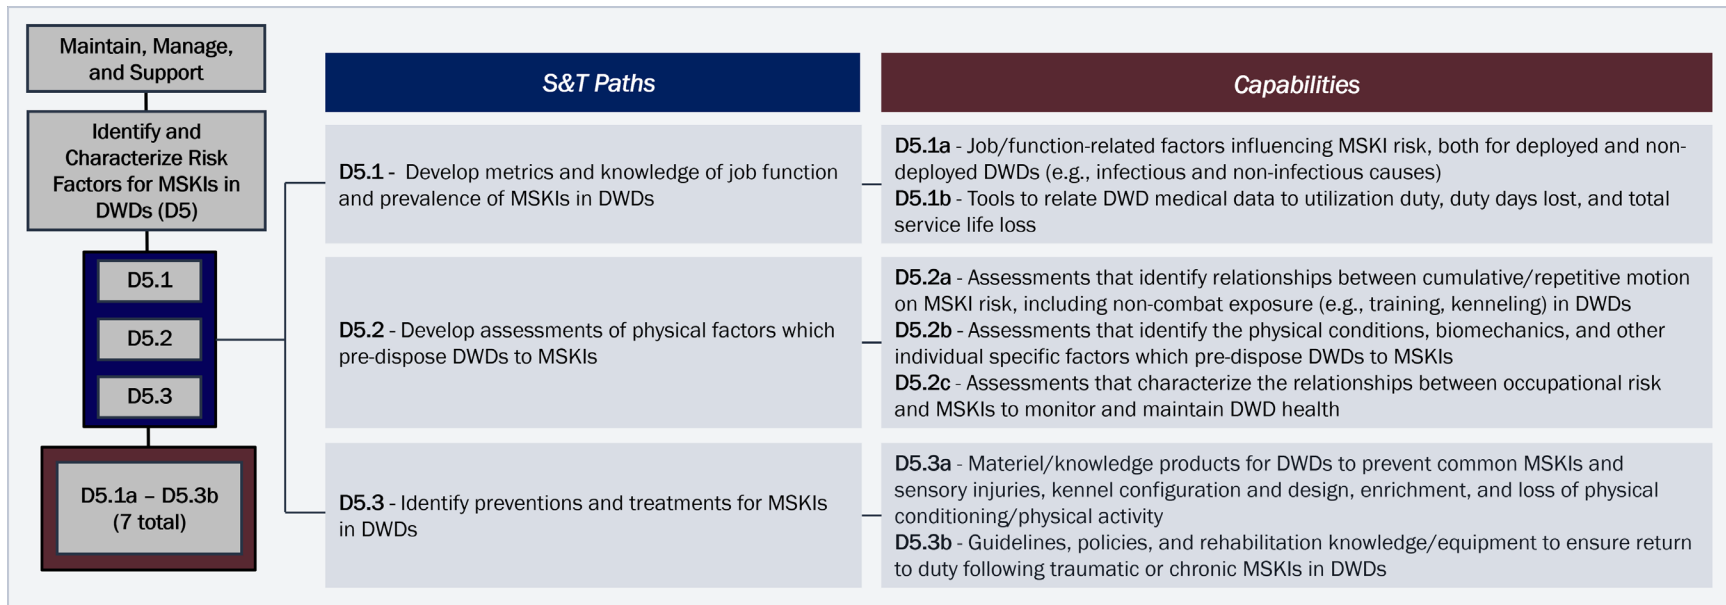 Maintain, Manage,
and Support
Identify and
Characterize Risk
Factors for MSKIs in
DWDs (D5)
D5.1
D5.2
D5.3
D5.1a – D5.3b
(7 total)
S&T Paths
Capabilities
D5.1 - Develop metrics and knowledge of job function
and prevalence of MSKIs in DWDs
D5.1a - Job/function-related factors influencing MSKI risk, both for deployed and non-
deployed DWDs (e.g., infectious and non-infectious causes)
D5.1b - Tools to relate DWD medical data to utilization duty, duty days lost, and total
service life loss
D5.2 - Develop assessments of physical factors which
pre-dispose DWDs to MSKIs
D5.2a - Assessments that identify relationships between cumulative/repetitive motion
on MSKI risk, including non-combat exposure (e.g., training, kenneling) in DWDs
D5.2b - Assessments that identify the physical conditions, biomechanics, and other
individual specific factors which pre-dispose DWDs to MSKIs
D5.2c - Assessments that characterize the relationships between occupational risk
and MSKIs to monitor and maintain DWD health
D5.3 - Identify preventions and treatments for MSKIs
in DWDs
D5.3a - Materiel/knowledge products for DWDs to prevent common MSKIs and
sensory injuries, kennel configuration and design, enrichment, and loss of physical
conditioning/physical activity
D5.3b - Guidelines, policies, and rehabilitation knowledge/equipment to ensure return
to duty following traumatic or chronic MSKIs in DWDs